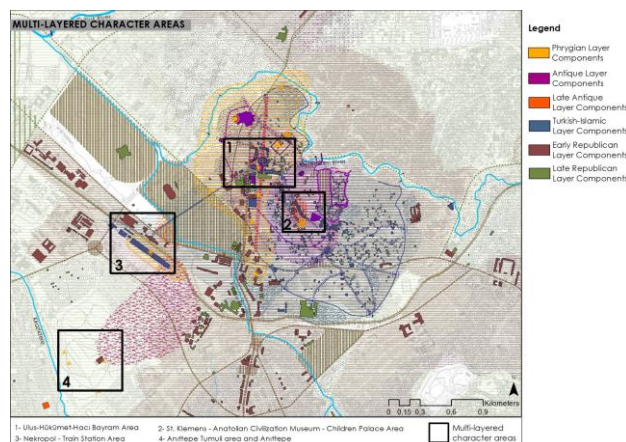 MULTI-LAYERED CHARACTER AREAS
Legend
Phrygian Layer
Components
Antique Layer
Components
Late Antique
Layer Components
Turkish-Islamic
Layer Components
Early Republican
Layer Components
Late Republican
Layer Components
1
2
3
4
Kilometers
0 0,15 0,3 0,6 0,9
1- Ulus-Hükümet-Hacı Bayram Area
2- St. Klemens - Anatolian Civilization Museum - Children Palace Area
3- Nekropol - Train Station Area
4- Anıttepe Tumuli area and Anıttepe
Multi-layered
character areas